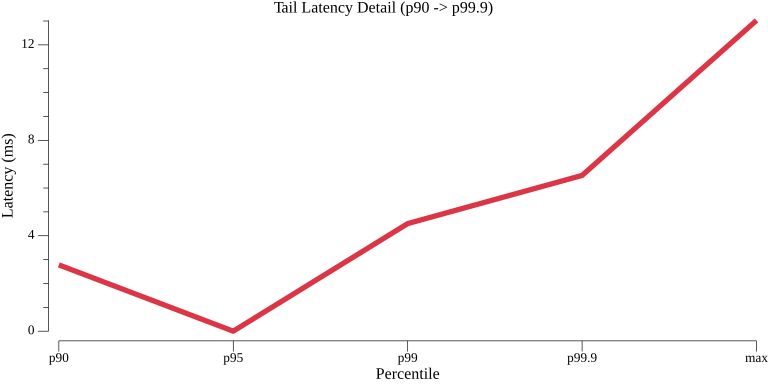 Tail Latency Detail (p90 -> p99.9)
12
8
4
0
Latency (ms)
p90 p95 p99 p99.9 max
Percentile